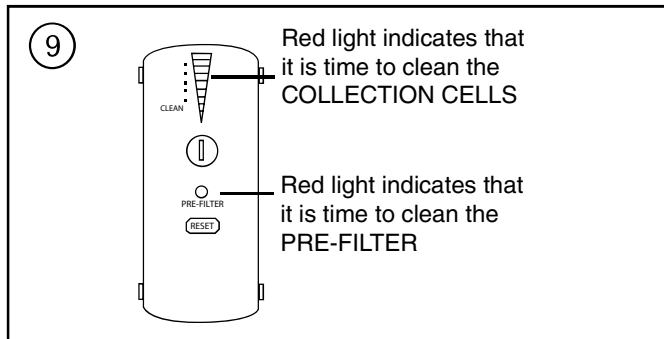 9
Red light indicates that
it is time to clean the
COLLECTION CELLS
CLEAN
Red light indicates that
it is time to clean the
PRE-FILTER
PRE-FILTER
RESET